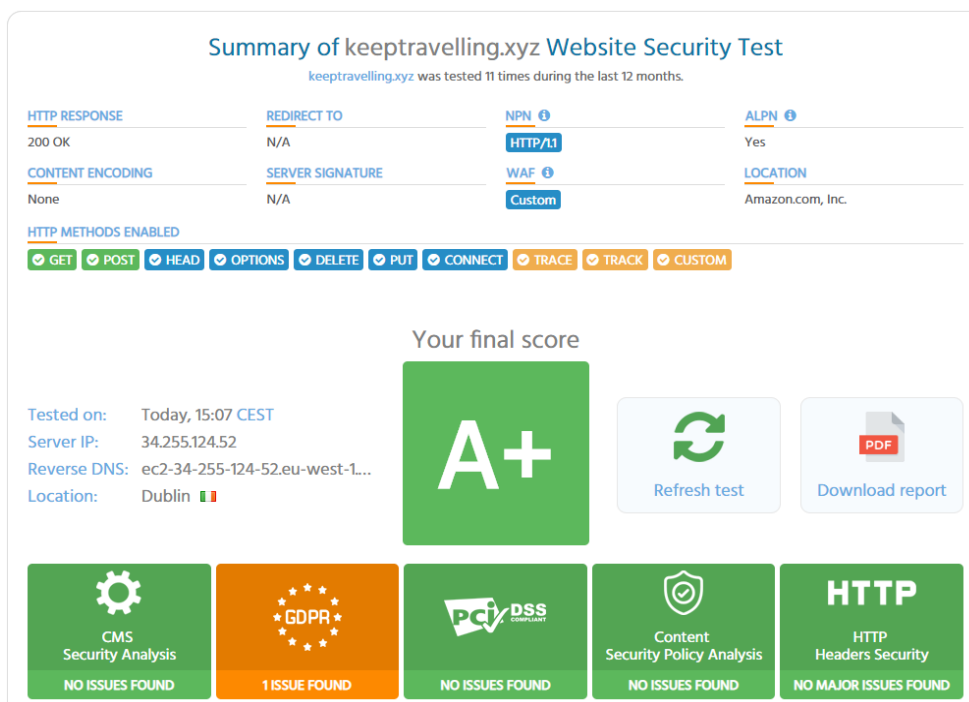 Summary of keeptravelling.xyz Website Security Test
keeptravelling.xyz was tested 11 times during the last 12 months.
HTTP RESPONSE
200 OK
REDIRECT TO
N/A
NPN
HTTP/1.1
ALPN
Yes
CONTENT ENCODING
None
SERVER SIGNATURE
N/A
WAF
Custom
LOCATION
Amazon.com, Inc.
HTTP METHODS ENABLED
GET POST HEAD OPTIONS DELETE PUT CONNECT TRACE TRACK CUSTOM
Your final score
Tested on: Today, 15:07 CEST
Server IP: 34.255.124.52
Reverse DNS: ec2-34-255-124-52.eu-west-1....
Location: Dublin
A+
Refresh test
PDF
Download report
CMS
Security Analysis
NO ISSUES FOUND
GDPR
1 ISSUE FOUND
PCI DSS
COMPLIANT
NO ISSUES FOUND
Content
Security Policy Analysis
NO ISSUES FOUND
HTTP
HTTP
Headers Security
NO MAJOR ISSUES FOUND